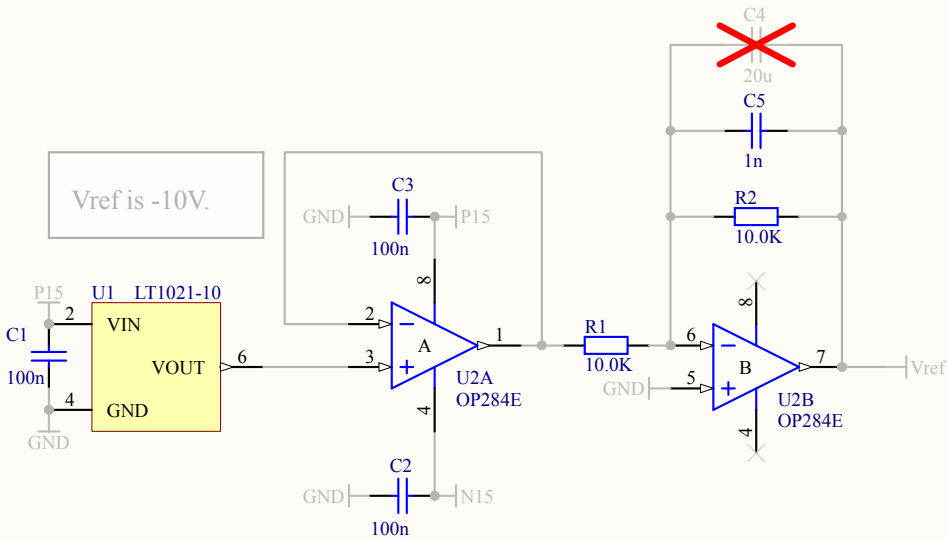 C4
20u
C5
1n
Vref is -10V.
C3
GND
P15
100n
R2
10.0K
8
P15
U1 LT1021-10
2
VIN
C1
100n
VOUT
6
4
GND
GND
2
3
A
1
U2A
OP284E
4
R1
10.0K
8
6
GND
5
B
7
Vref
U2B
OP284E
4
C2
GND
N15
100n